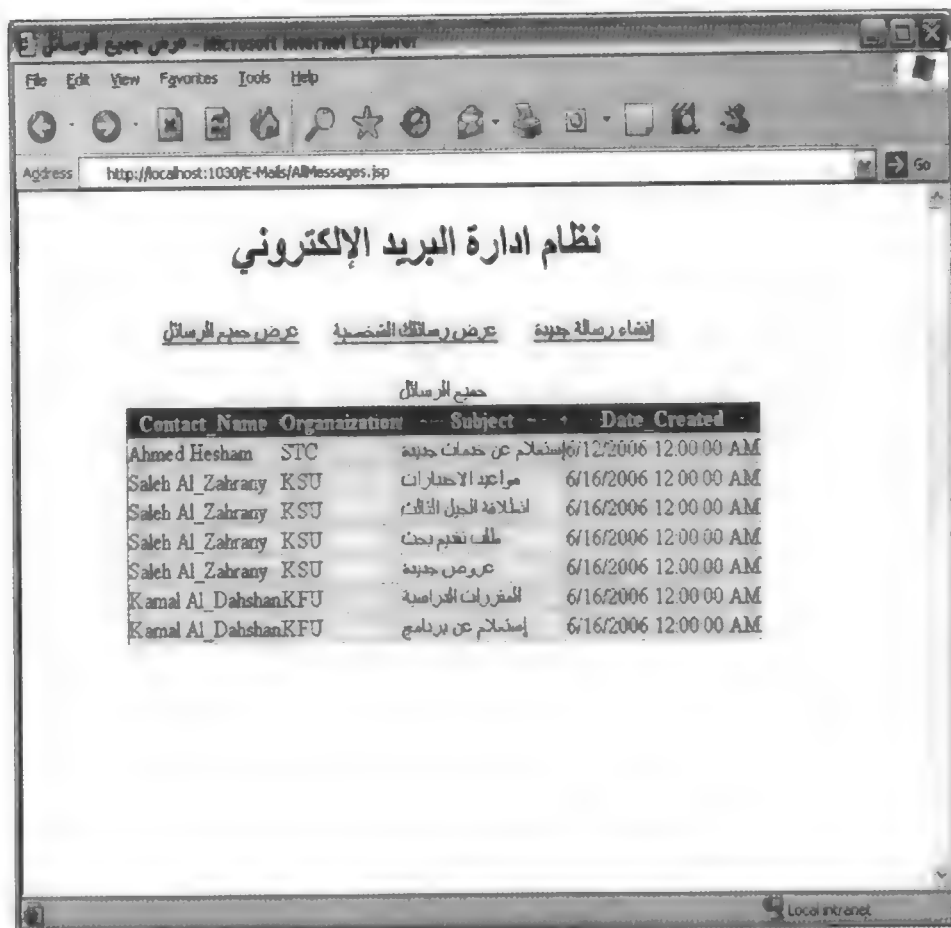 عرض جميع الرسائل - Microsoft Internet Explorer
File Edit View Favorites Tools Help
Address http://localhost:1030/E-Mails/AllMessages.jsp Go
نظام ادارة البريد الإلكتروني
إنشاء رسالة جديدة عرض رسائلك الشخصية عرض جميع الرسائل
جميع الرسائل
Contact_Name Organaization Subject Date_Created
Ahmed Hesham STC إستعلام عن خدمات جديدة 6/12/2006 12:00:00 AM
Saleh Al_Zahrany KSU مواعيد الاختبارات 6/16/2006 12:00:00 AM
Saleh Al_Zahrany KSU انطلاقة الجيل الثالث 6/16/2006 12:00:00 AM
Saleh Al_Zahrany KSU طلب تقديم بحث 6/16/2006 12:00:00 AM
Saleh Al_Zahrany KSU عروض جديدة 6/16/2006 12:00:00 AM
Kamal Al_Dahshan KFU المقررات الدراسية 6/16/2006 12:00:00 AM
Kamal Al_Dahshan KFU إستعلام عن برنامج 6/16/2006 12:00:00 AM
Local intranet